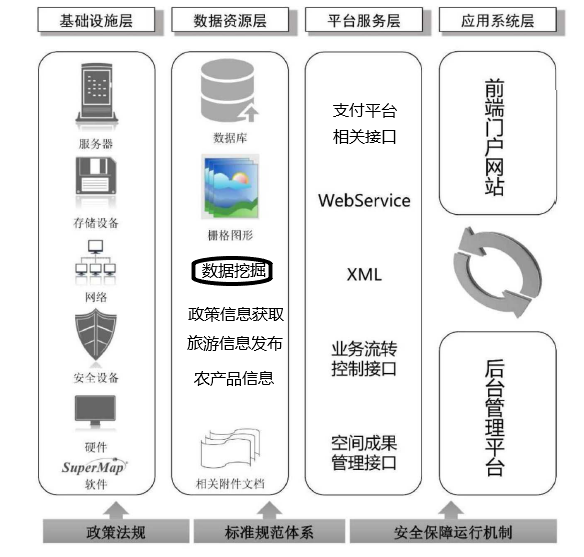 基础设施层
数据资源层
平台服务层
应用系统层
服务器
存储设备
网络
安全设备
硬件
SuperMap
软件
数据库
栅格图形
数据挖掘
政策信息获取
旅游信息发布
农产品信息
相关附件文档
支付平台
相关接口
WebService
XML
业务流转
控制接口
空间成果
管理接口
前端门户网站
后台管理平台
政策法规
标准规范体系
安全保障运行机制